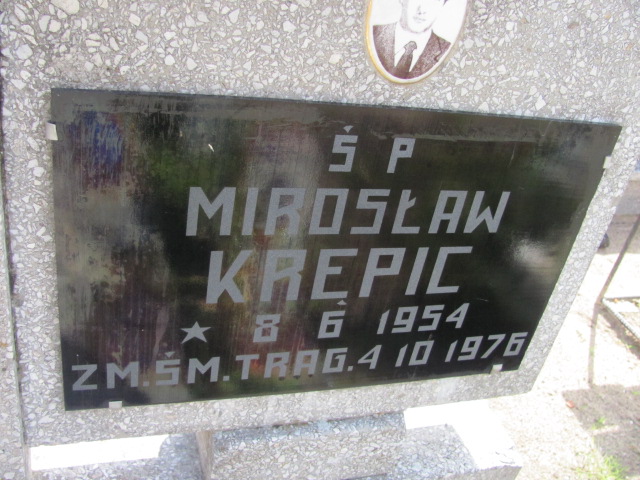 Ś P
MIROSŁAW
KRĘPIC
★ 8 6 1954
ZM.ŚM.TRAG.4 10 1976